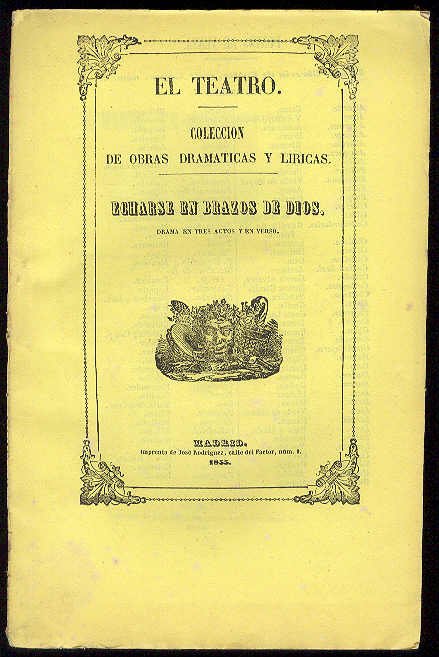 EL TEATRO.
COLECCION
DE OBRAS DRAMATICAS Y LIRICAS.
ECHARSE EN BRAZOS DE DIOS,
DRAMA EN TRES ACTOS Y EN VERSO.
MADRID.
Imprenta de José Rodriguez, calle del Factor, núm. 9.
1855.